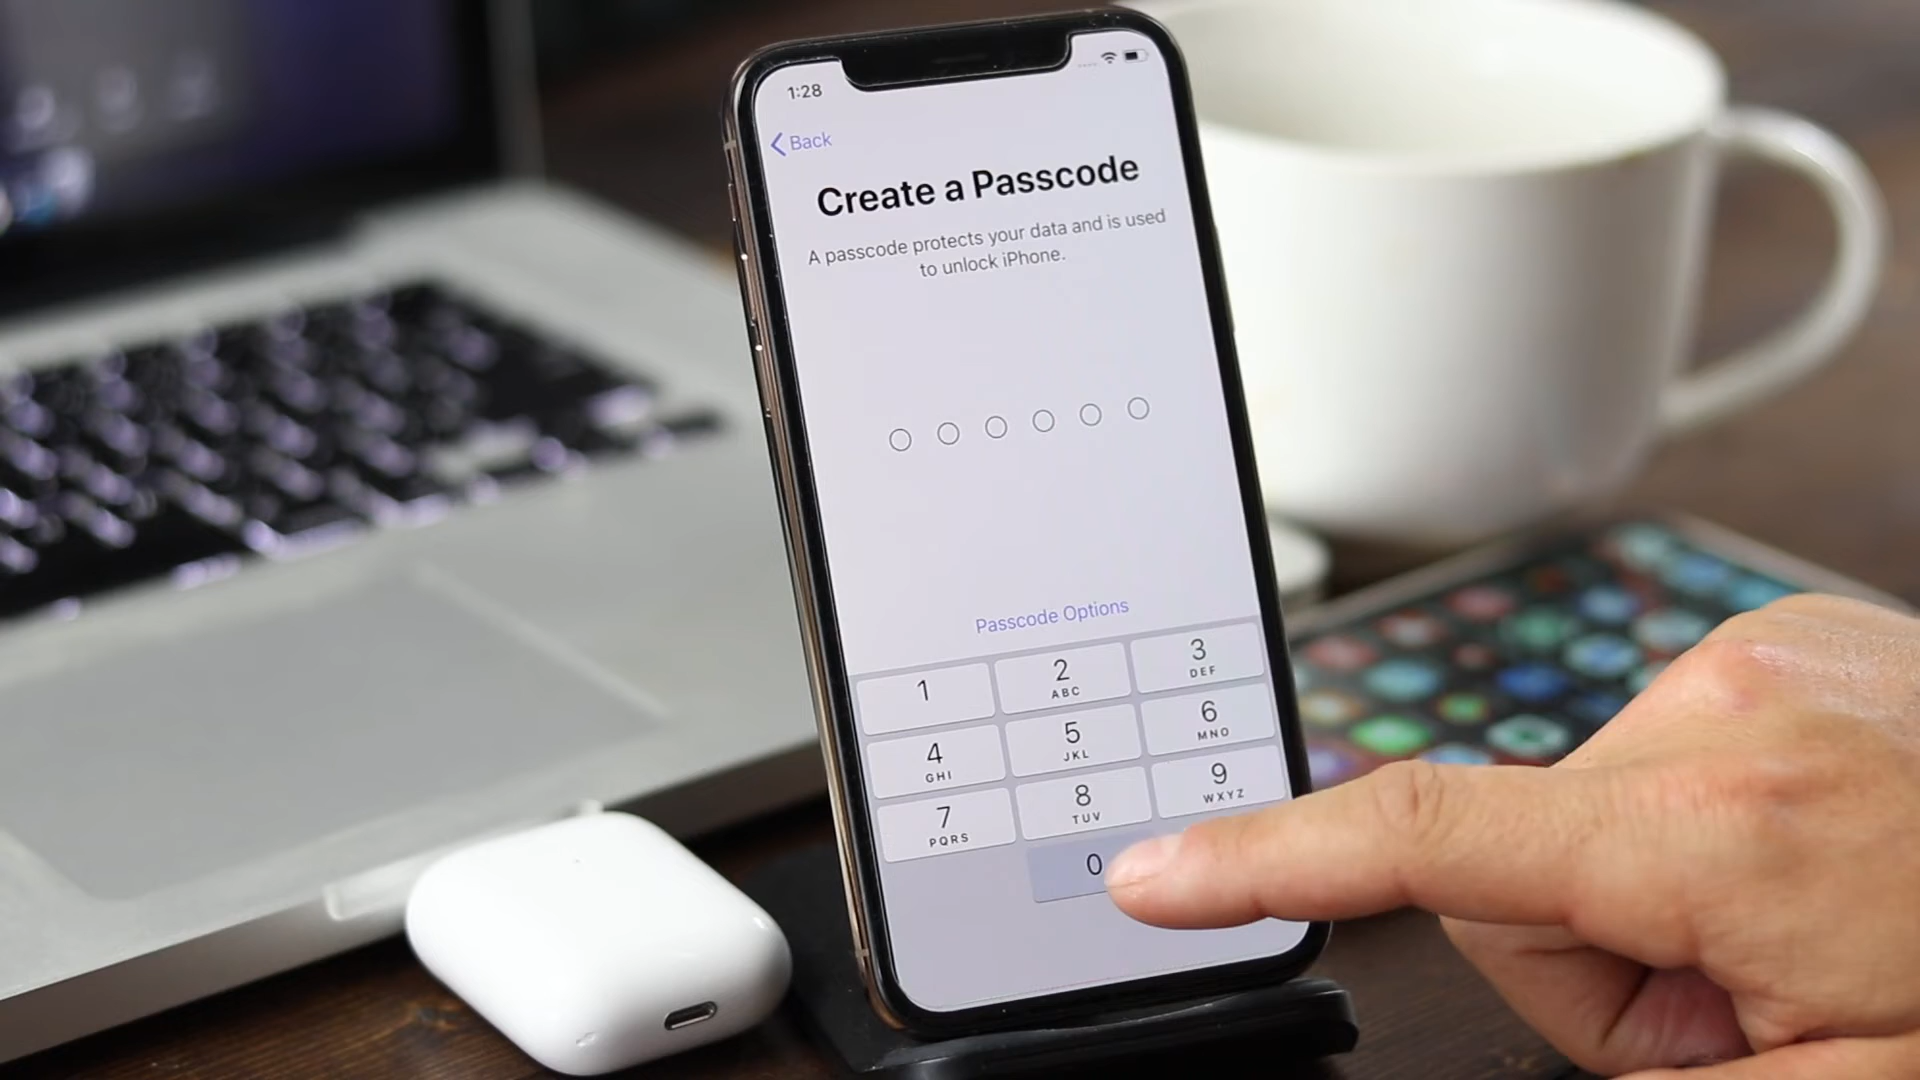 1:28
Back
Create a Passcode
A passcode protects your data and is used
to unlock iPhone.
Passcode Options
1
2
ABC
3
DEF
4
GHI
5
JKL
6
MNO
7
PQRS
8
TUV
9
WXYZ
0